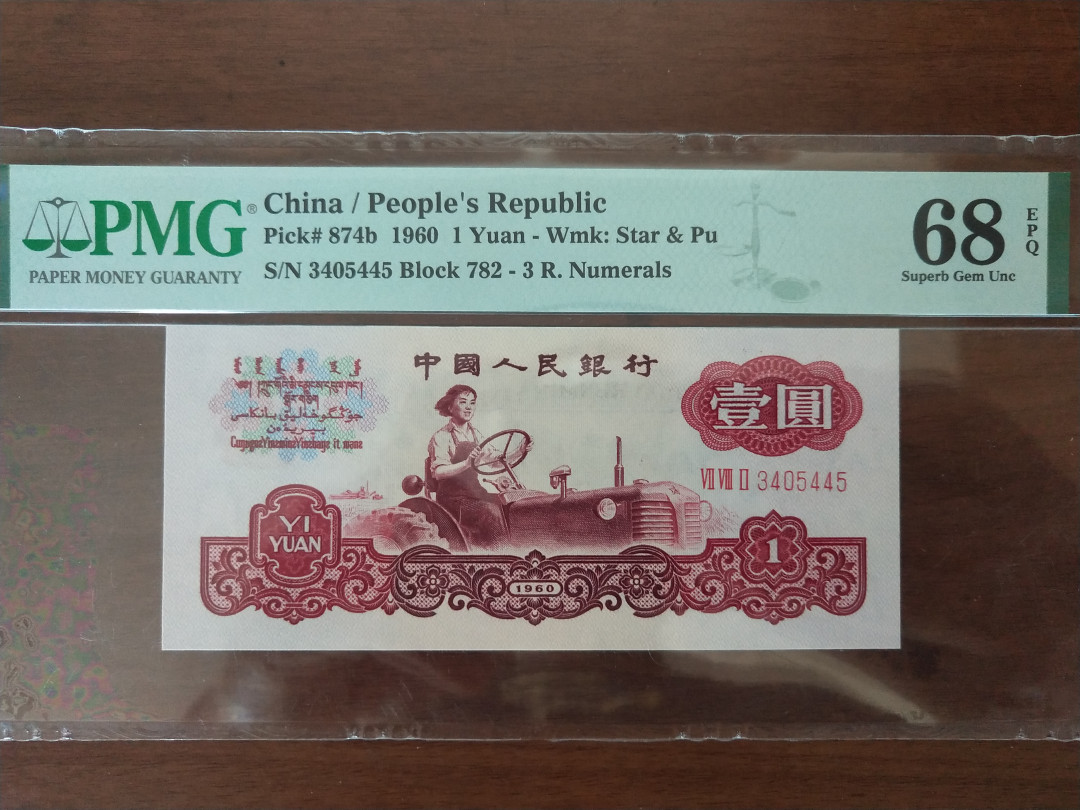 PMG®
PAPER MONEY GUARANTY
China / People's Republic
Pick# 874b 1960 1 Yuan - Wmk: Star & Pu
S/N 3405445 Block 782 - 3 R. Numerals
68
EPQ
Superb Gem Unc
中國人民銀行
壹圓
VII VIII II 3405445
YI
YUAN
1960
1